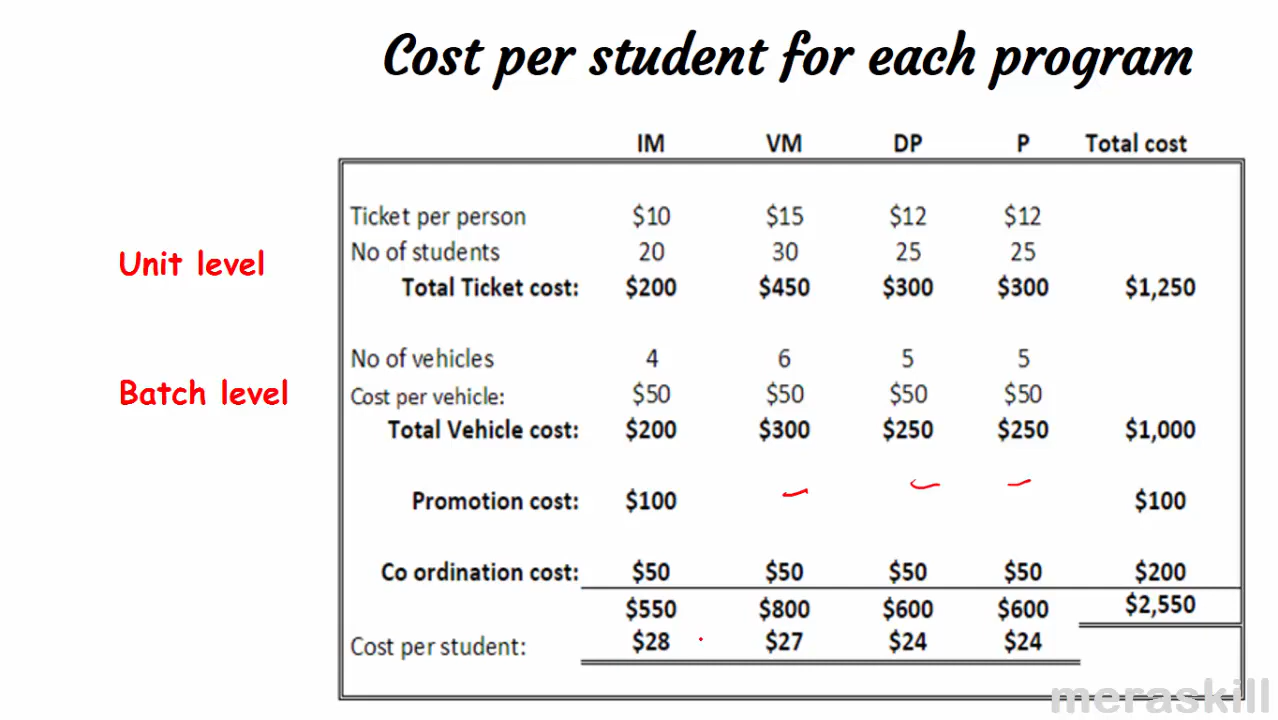 Cost per student for each program
IM VM DP P Total cost
Ticket per person $10 $15 $12 $12
No of students 20 30 25 25
Unit level
Total Ticket cost: $200 $450 $300 $300 $1,250
No of vehicles 4 6 5 5
Batch level
Cost per vehicle: $50 $50 $50 $50
Total Vehicle cost: $200 $300 $250 $250 $1,000
Promotion cost: $100 $100
Co ordination cost: $50 $50 $50 $50 $200
$550 $800 $600 $600 $2,550
Cost per student: $28 $27 $24 $24
meraskill